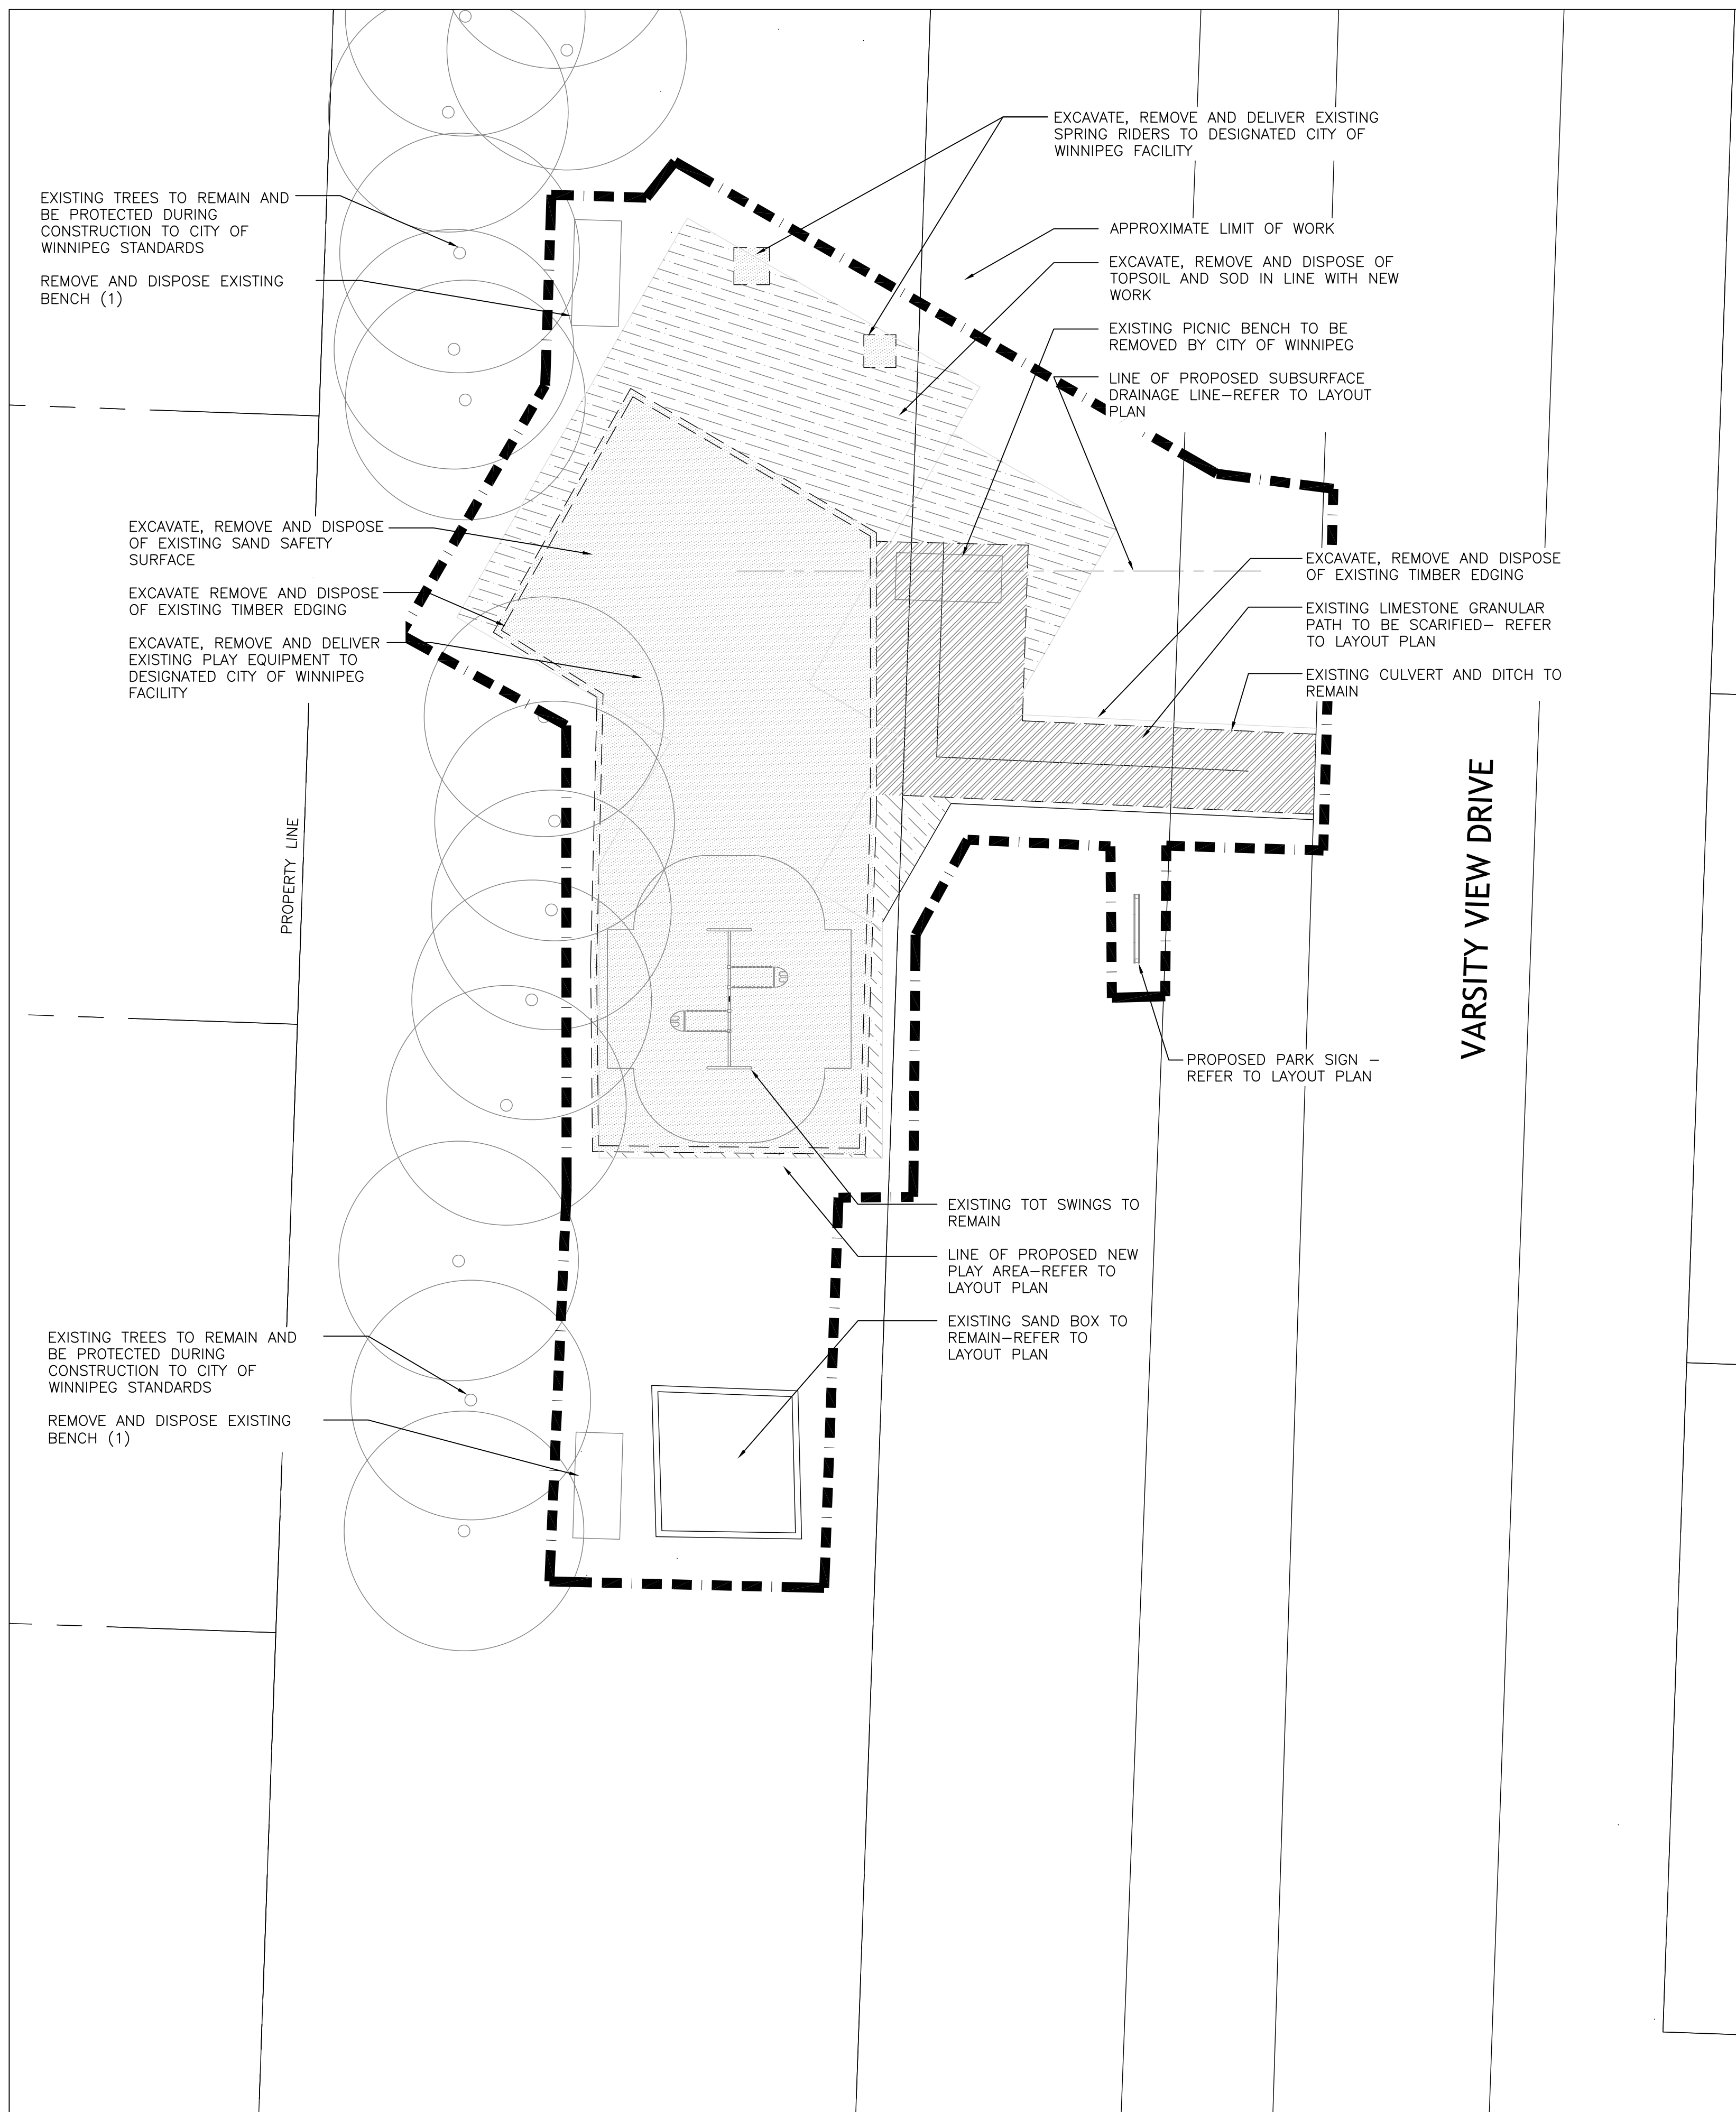 EXCAVATE, REMOVE AND DELIVER EXISTING
SPRING RIDERS TO DESIGNATED CITY OF
WINNIPEG FACILITY
EXISTING TREES TO REMAIN AND
BE PROTECTED DURING
CONSTRUCTION TO CITY OF
WINNIPEG STANDARDS
REMOVE AND DISPOSE EXISTING
BENCH (1)
APPROXIMATE LIMIT OF WORK
EXCAVATE, REMOVE AND DISPOSE OF
TOPSOIL AND SOD IN LINE WITH NEW
WORK
EXISTING PICNIC BENCH TO BE
REMOVED BY CITY OF WINNIPEG
LINE OF PROPOSED SUBSURFACE
DRAINAGE LINE-REFER TO LAYOUT
PLAN
EXCAVATE, REMOVE AND DISPOSE
OF EXISTING SAND SAFETY
SURFACE
EXCAVATE REMOVE AND DISPOSE
OF EXISTING TIMBER EDGING
EXCAVATE, REMOVE AND DELIVER
EXISTING PLAY EQUIPMENT TO
DESIGNATED CITY OF WINNIPEG
FACILITY
EXCAVATE, REMOVE AND DISPOSE
OF EXISTING TIMBER EDGING
EXISTING LIMESTONE GRANULAR
PATH TO BE SCARIFIED- REFER
TO LAYOUT PLAN
EXISTING CULVERT AND DITCH TO
REMAIN
PROPERTY LINE
VARSITY VIEW DRIVE
PROPOSED PARK SIGN -
REFER TO LAYOUT PLAN
EXISTING TOT SWINGS TO
REMAIN
LINE OF PROPOSED NEW
PLAY AREA-REFER TO
LAYOUT PLAN
EXISTING SAND BOX TO
REMAIN-REFER TO
LAYOUT PLAN
EXISTING TREES TO REMAIN AND
BE PROTECTED DURING
CONSTRUCTION TO CITY OF
WINNIPEG STANDARDS
REMOVE AND DISPOSE EXISTING
BENCH (1)